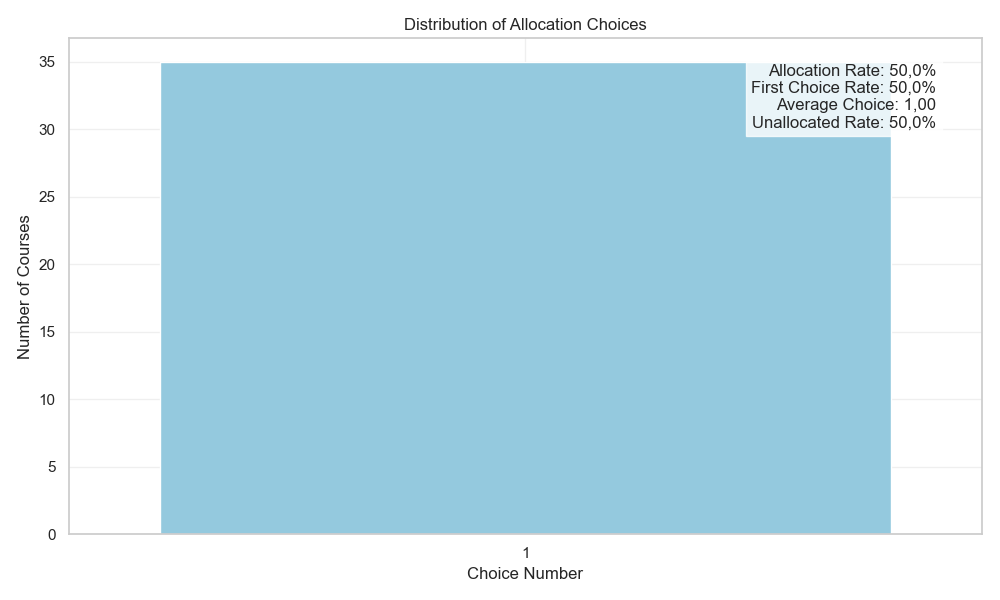 Distribution of Allocation Choices
Allocation Rate: 50,0%
First Choice Rate: 50,0%
Average Choice: 1,00
Unallocated Rate: 50,0%
Number of Courses
35
30
25
20
15
10
5
0
1
Choice Number